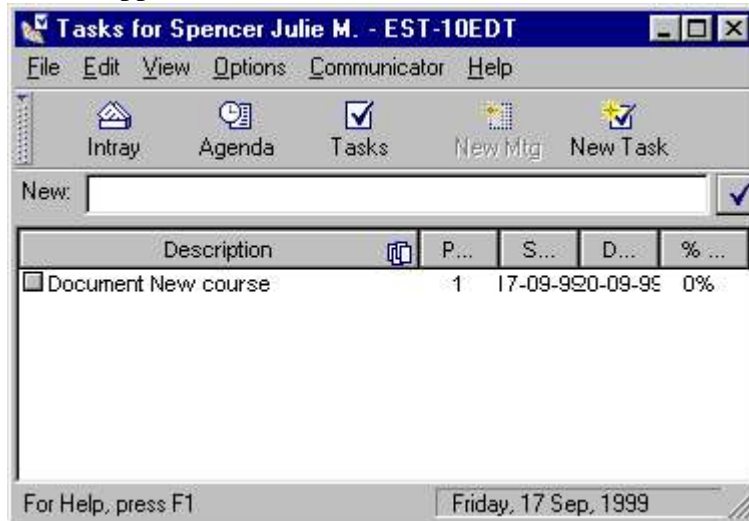 Tasks for Spencer Julie M. - EST-10EDT
File Edit View Options Communicator Help
Intray Agenda Tasks New Mtg New Task
New:
Description P... S... D... % ...
Document New course 1 17-09-99 20-09-99 0%
For Help, press F1 Friday, 17 Sep, 1999